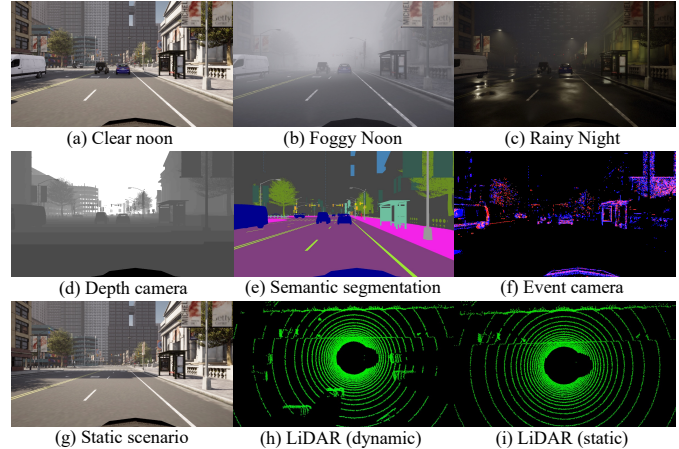 (a) Clear noon
(b) Foggy Noon
(c) Rainy Night
(d) Depth camera
(e) Semantic segmentation
(f) Event camera
(g) Static scenario
(h) LiDAR (dynamic)
(i) LiDAR (static)